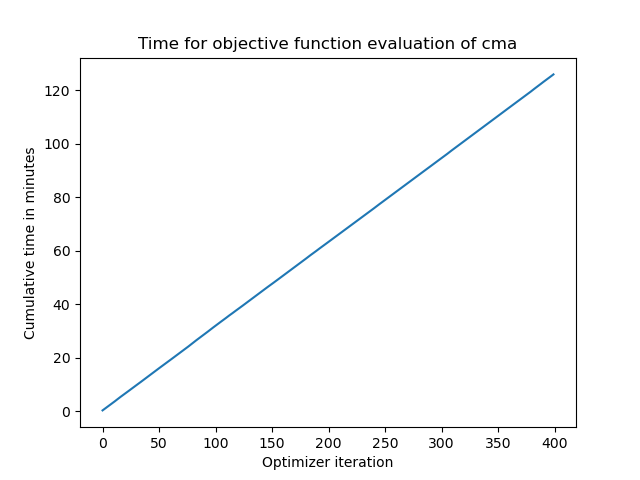 Time for objective function evaluation of cma
Cumulative time in minutes
120
100
80
60
40
20
0
0 50 100 150 200 250 300 350 400
Optimizer iteration